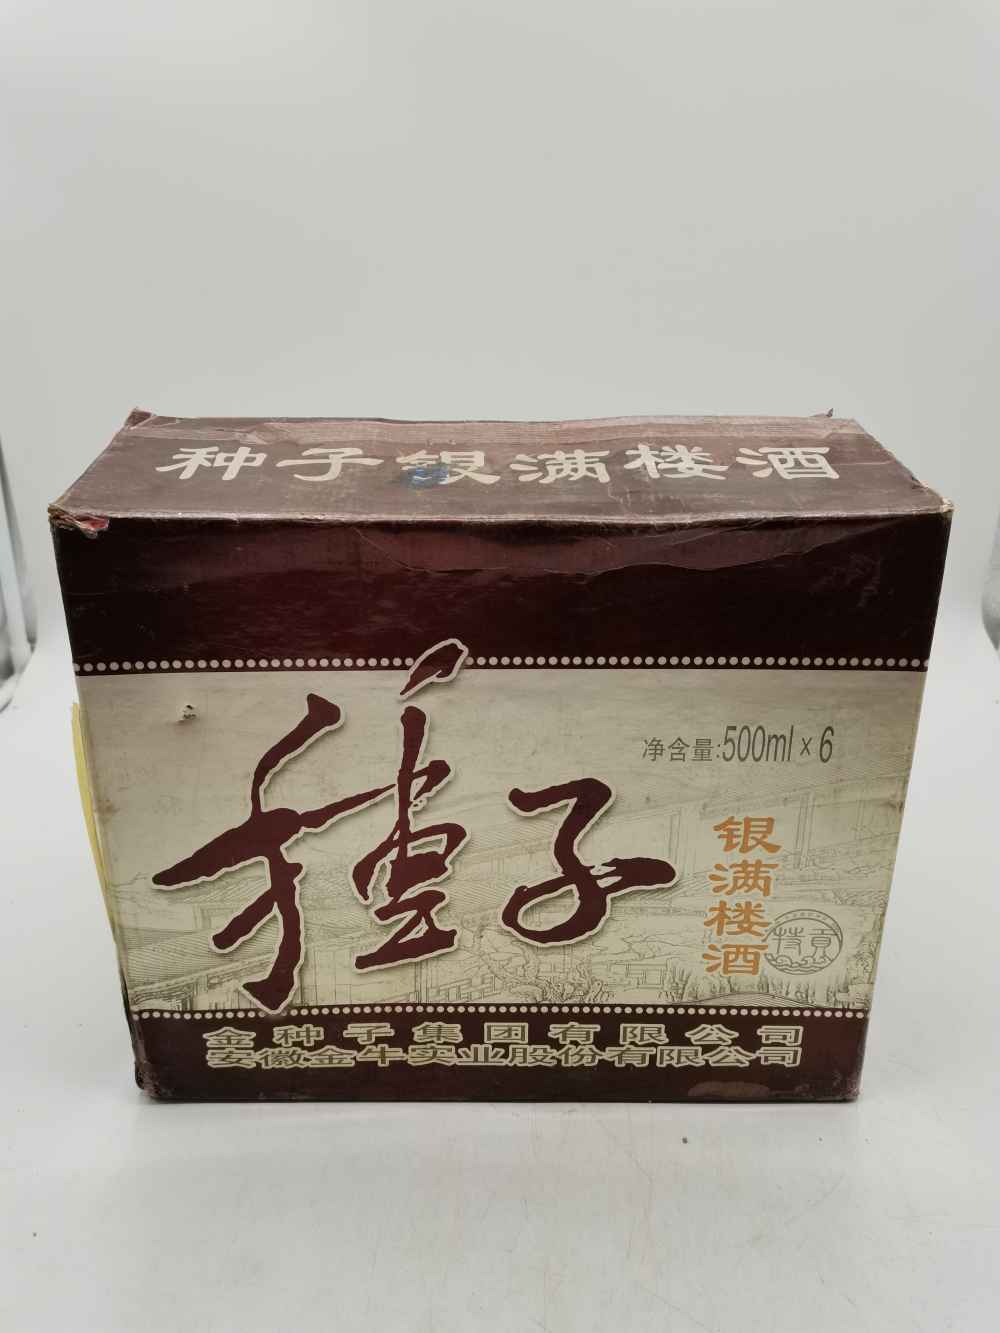 种子银满楼酒
種子
净含量:500ml×6
银满楼酒
特贡
金种子集团有限公司
安徽金牛实业股份有限公司